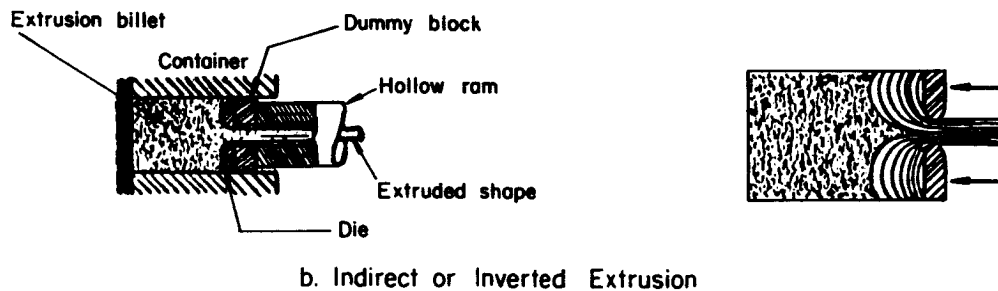 Extrusion billet
Dummy block
Container
Hollow ram
Extruded shape
Die
b. Indirect or Inverted Extrusion